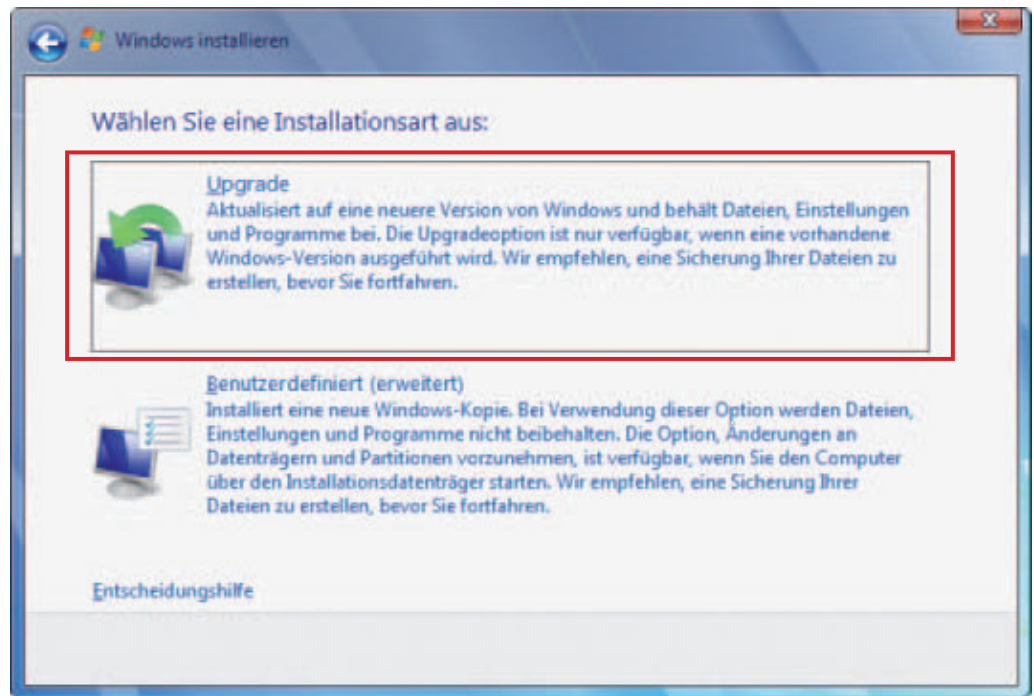 Windows installieren
Wählen Sie eine Installationsart aus:
Upgrade
Aktualisiert auf eine neuere Version von Windows und behält Dateien, Einstellungen
und Programme bei. Die Upgradeoption ist nur verfügbar, wenn eine vorhandene
Windows-Version ausgeführt wird. Wir empfehlen, eine Sicherung Ihrer Dateien zu
erstellen, bevor Sie fortfahren.
Benutzerdefiniert (erweitert)
Installiert eine neue Windows-Kopie. Bei Verwendung dieser Option werden Dateien,
Einstellungen und Programme nicht beibehalten. Die Option, Änderungen an
Datenträgern und Partitionen vorzunehmen, ist verfügbar, wenn Sie den Computer
über den Installationsdatenträger starten. Wir empfehlen, eine Sicherung Ihrer
Dateien zu erstellen, bevor Sie fortfahren.
Entscheidungshilfe